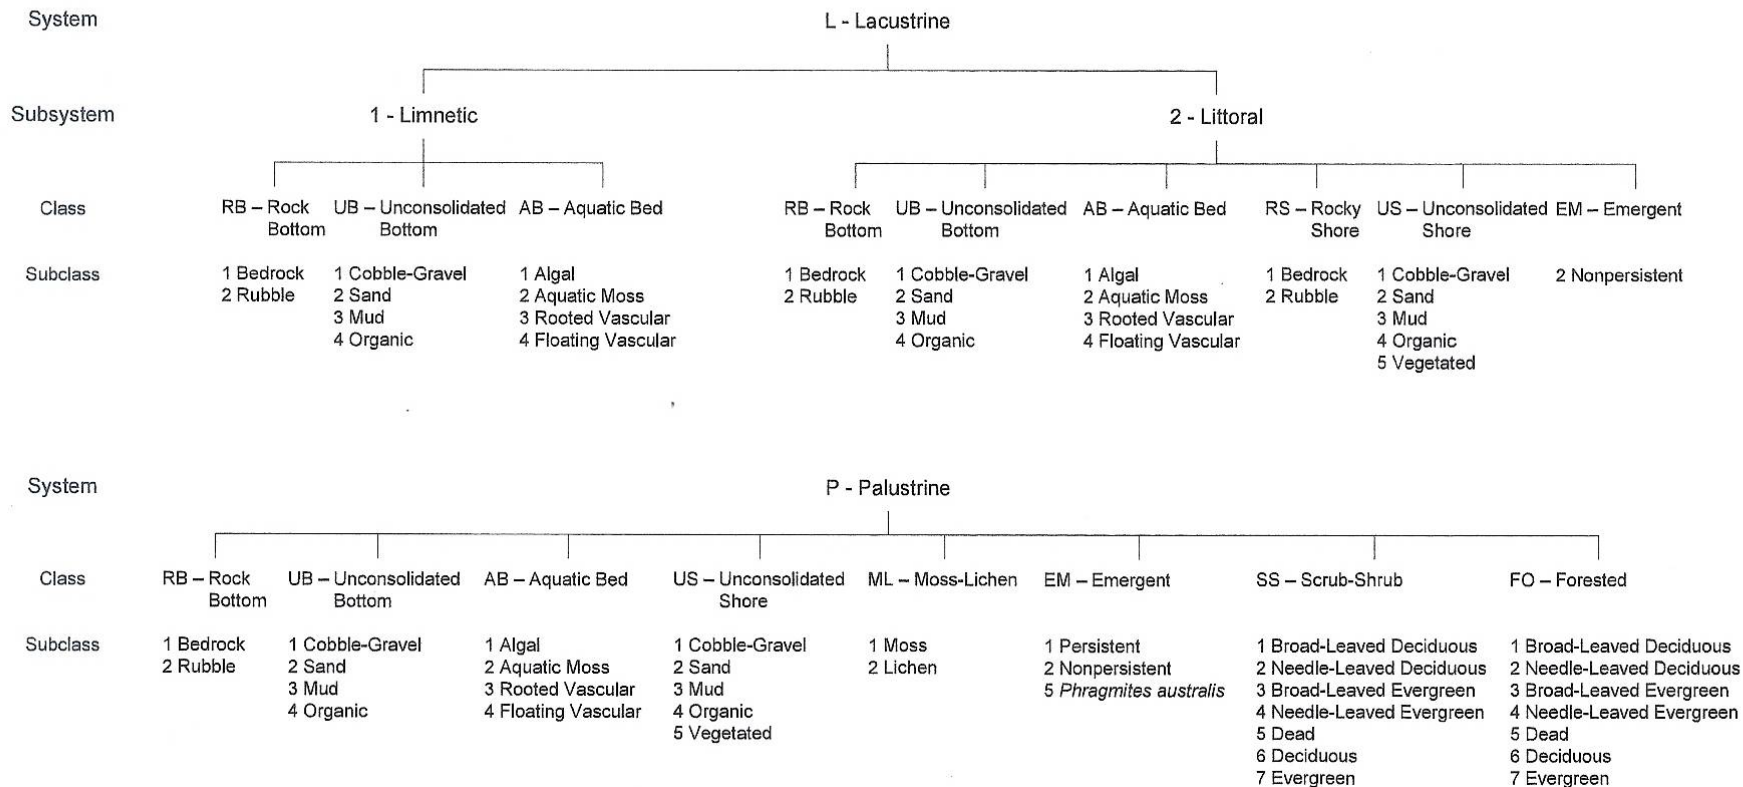 System
L - Lacustrine
Subsystem
1 - Limnetic
2 - Littoral
Class
RB – Rock
Bottom
UB – Unconsolidated
Bottom
AB – Aquatic Bed
RB – Rock
Bottom
UB – Unconsolidated
Bottom
AB – Aquatic Bed
RS – Rocky
Shore
US – Unconsolidated
Shore
EM – Emergent
Subclass
1 Bedrock
2 Rubble
1 Cobble-Gravel
2 Sand
3 Mud
4 Organic
1 Algal
2 Aquatic Moss
3 Rooted Vascular
4 Floating Vascular
1 Bedrock
2 Rubble
1 Cobble-Gravel
2 Sand
3 Mud
4 Organic
1 Algal
2 Aquatic Moss
3 Rooted Vascular
4 Floating Vascular
1 Bedrock
2 Rubble
1 Cobble-Gravel
2 Sand
3 Mud
4 Organic
5 Vegetated
2 Nonpersistent
System
P - Palustrine
Class
RB – Rock
Bottom
UB – Unconsolidated
Bottom
AB – Aquatic Bed
US – Unconsolidated
Shore
ML – Moss-Lichen
EM – Emergent
SS – Scrub-Shrub
FO – Forested
Subclass
1 Bedrock
2 Rubble
1 Cobble-Gravel
2 Sand
3 Mud
4 Organic
1 Algal
2 Aquatic Moss
3 Rooted Vascular
4 Floating Vascular
1 Cobble-Gravel
2 Sand
3 Mud
4 Organic
5 Vegetated
1 Moss
2 Lichen
1 Persistent
2 Nonpersistent
5 Phragmites australis
1 Broad-Leaved Deciduous
2 Needle-Leaved Deciduous
3 Broad-Leaved Evergreen
4 Needle-Leaved Evergreen
5 Dead
6 Deciduous
7 Evergreen
1 Broad-Leaved Deciduous
2 Needle-Leaved Deciduous
3 Broad-Leaved Evergreen
4 Needle-Leaved Evergreen
5 Dead
6 Deciduous
7 Evergreen